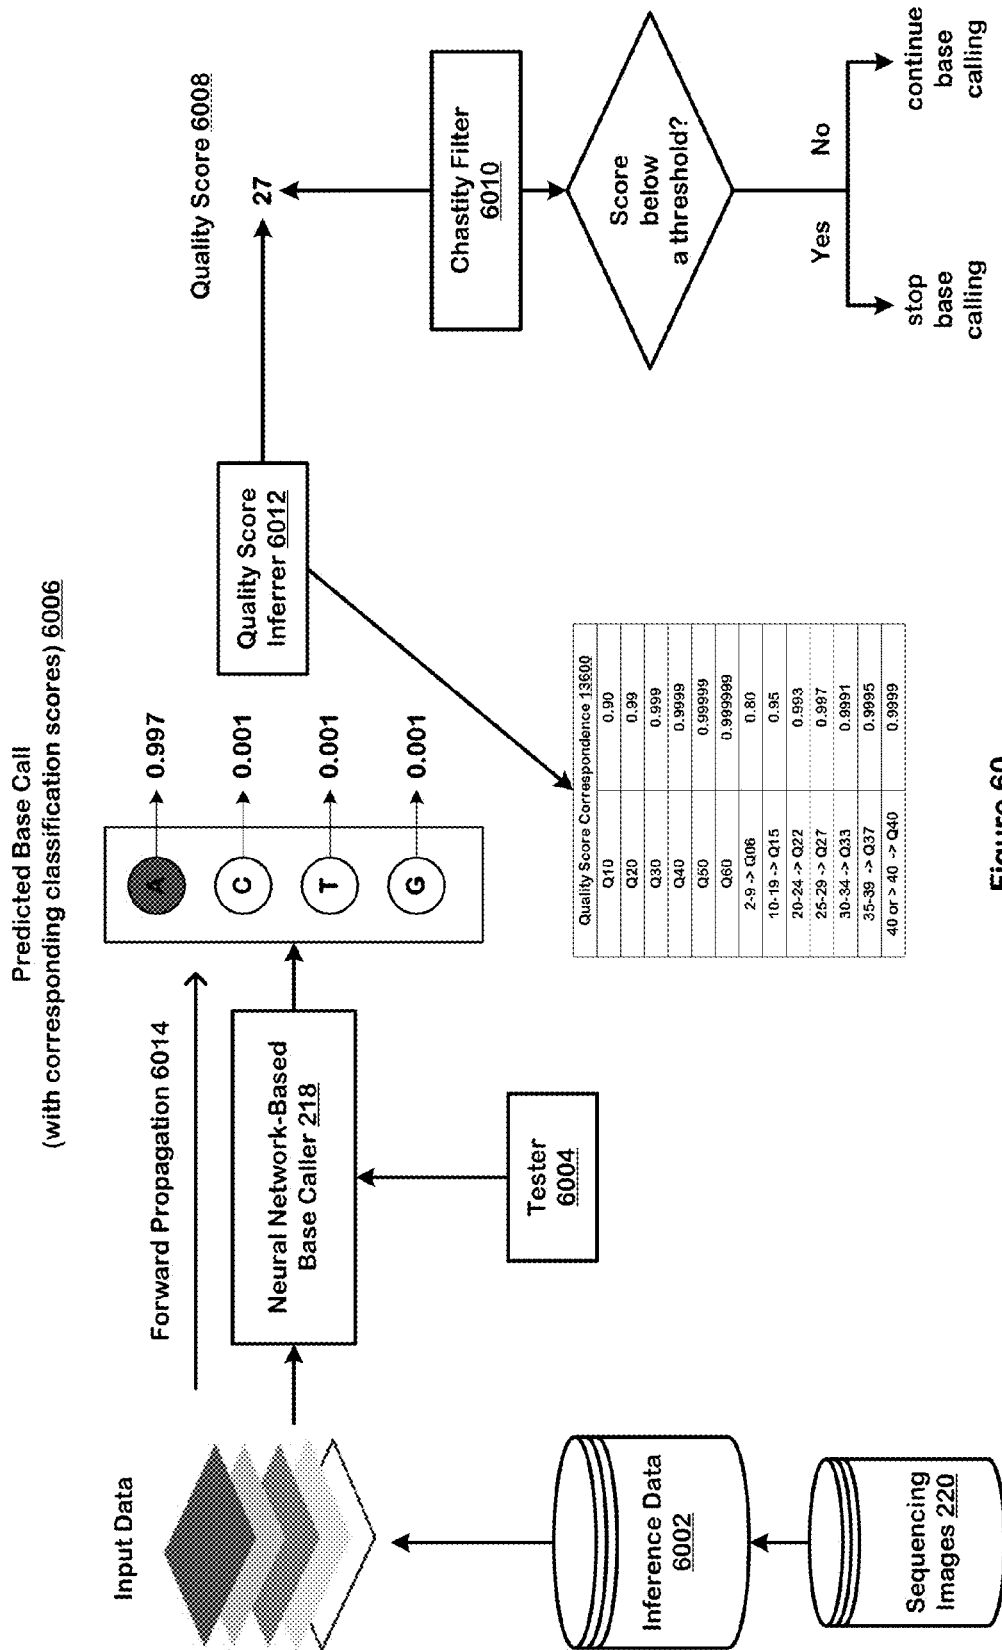 Predicted Base Call
(with corresponding classification scores) 6006
Input Data
Forward Propagation 6014
Neural Network-Based
Base Caller 218
Tester
6004
Inference Data
6002
Sequencing
Images 220
A
C
T
G
0.997
0.001
0.001
0.001
Quality Score
Inferrer 6012
Quality Score 6008
27
Chastity Filter
6010
Score
below
a threshold?
Yes
No
stop
base
calling
continue
base
calling
Quality Score Correspondence 13600
Q10 0.90
Q20 0.99
Q30 0.999
Q40 0.9999
Q50 0.99999
Q60 0.999999
2-9 -> Q06 0.80
10-19 -> Q15 0.95
20-24 -> Q22 0.993
25-29 -> Q27 0.997
30-34 -> Q33 0.9991
35-39 -> Q37 0.9995
40 or > 40 -> Q40 0.9999
Figure 60